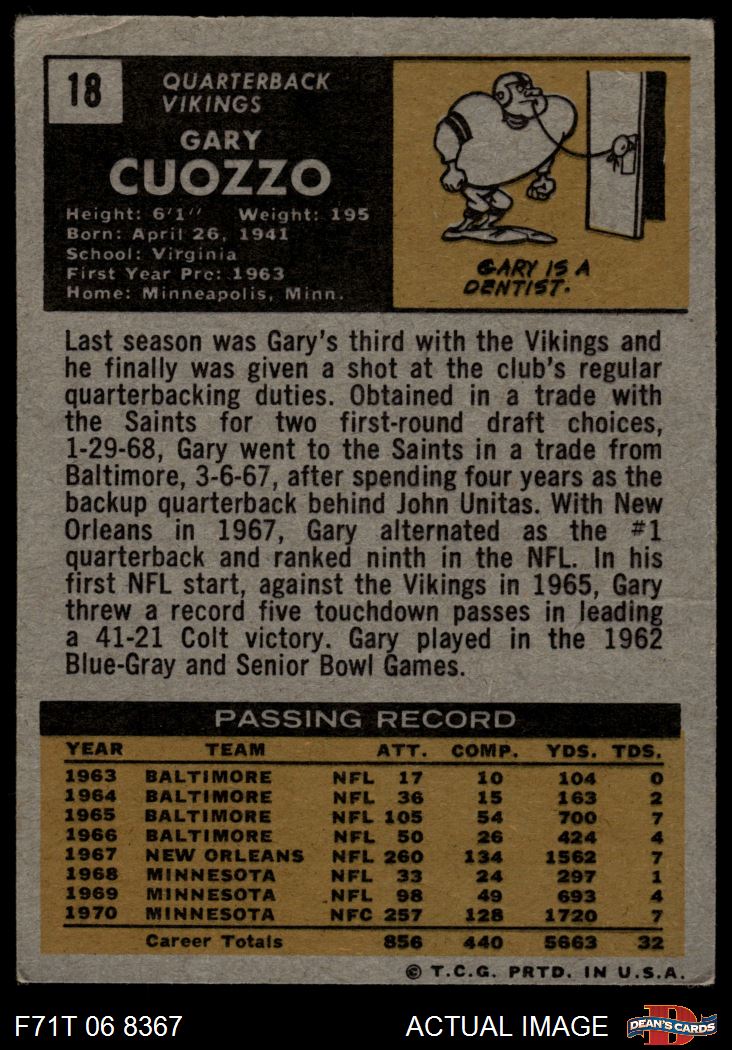 18
QUARTERBACK
VIKINGS
GARY
CUOZZO
Height: 6'1" Weight: 195
Born: April 26, 1941
School: Virginia
First Year Pro: 1963
Home: Minneapolis, Minn.
GARY IS A
DENTIST.
Last season was Gary's third with the Vikings and
he finally was given a shot at the club's regular
quarterbacking duties. Obtained in a trade with
the Saints for two first-round draft choices,
1-29-68, Gary went to the Saints in a trade from
Baltimore, 3-6-67, after spending four years as the
backup quarterback behind John Unitas. With New
Orleans in 1967, Gary alternated as the #1
quarterback and ranked ninth in the NFL. In his
first NFL start, against the Vikings in 1965, Gary
threw a record five touchdown passes in leading
a 41-21 Colt victory. Gary played in the 1962
Blue-Gray and Senior Bowl Games.
PASSING RECORD
YEAR TEAM ATT. COMP. YDS. TDS.
1963 BALTIMORE NFL 17 10 104 0
1964 BALTIMORE NFL 36 15 163 2
1965 BALTIMORE NFL 105 54 700 7
1966 BALTIMORE NFL 50 26 424 4
1967 NEW ORLEANS NFL 260 134 1562 7
1968 MINNESOTA NFL 33 24 297 1
1969 MINNESOTA NFL 98 49 693 4
1970 MINNESOTA NFC 257 128 1720 7
Career Totals 856 440 5663 32
© T.C.G. PRTD. IN U.S.A.
F71T 06 8367 ACTUAL IMAGE DEAN'S CARDS